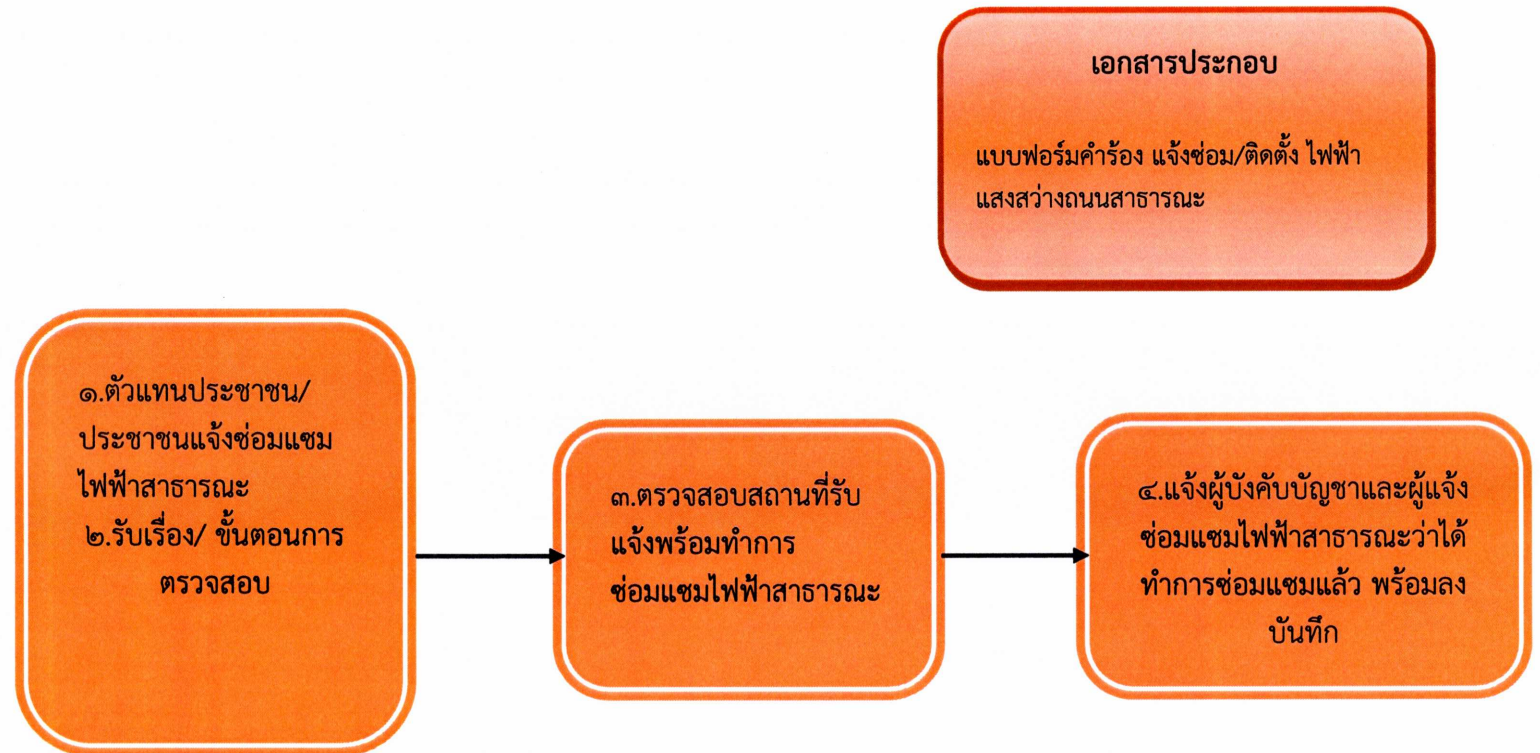 เอกสารประกอบ
แบบฟอร์มคำร้อง แจ้งซ่อม/ติดตั้ง ไฟฟ้า
แสงสว่างถนนสาธารณะ
๑.ตัวแทนประชาชน/
ประชาชนแจ้งซ่อมแซม
ไฟฟ้าสาธารณะ
๒.รับเรื่อง/ ขั้นตอนการ
ตรวจสอบ
๓.ตรวจสอบสถานที่รับ
แจ้งพร้อมทำการ
ซ่อมแซมไฟฟ้าสาธารณะ
๔.แจ้งผู้บังคับบัญชาและผู้แจ้ง
ซ่อมแซมไฟฟ้าสาธารณะว่าได้
ทำการซ่อมแซมแล้ว พร้อมลง
บันทึก